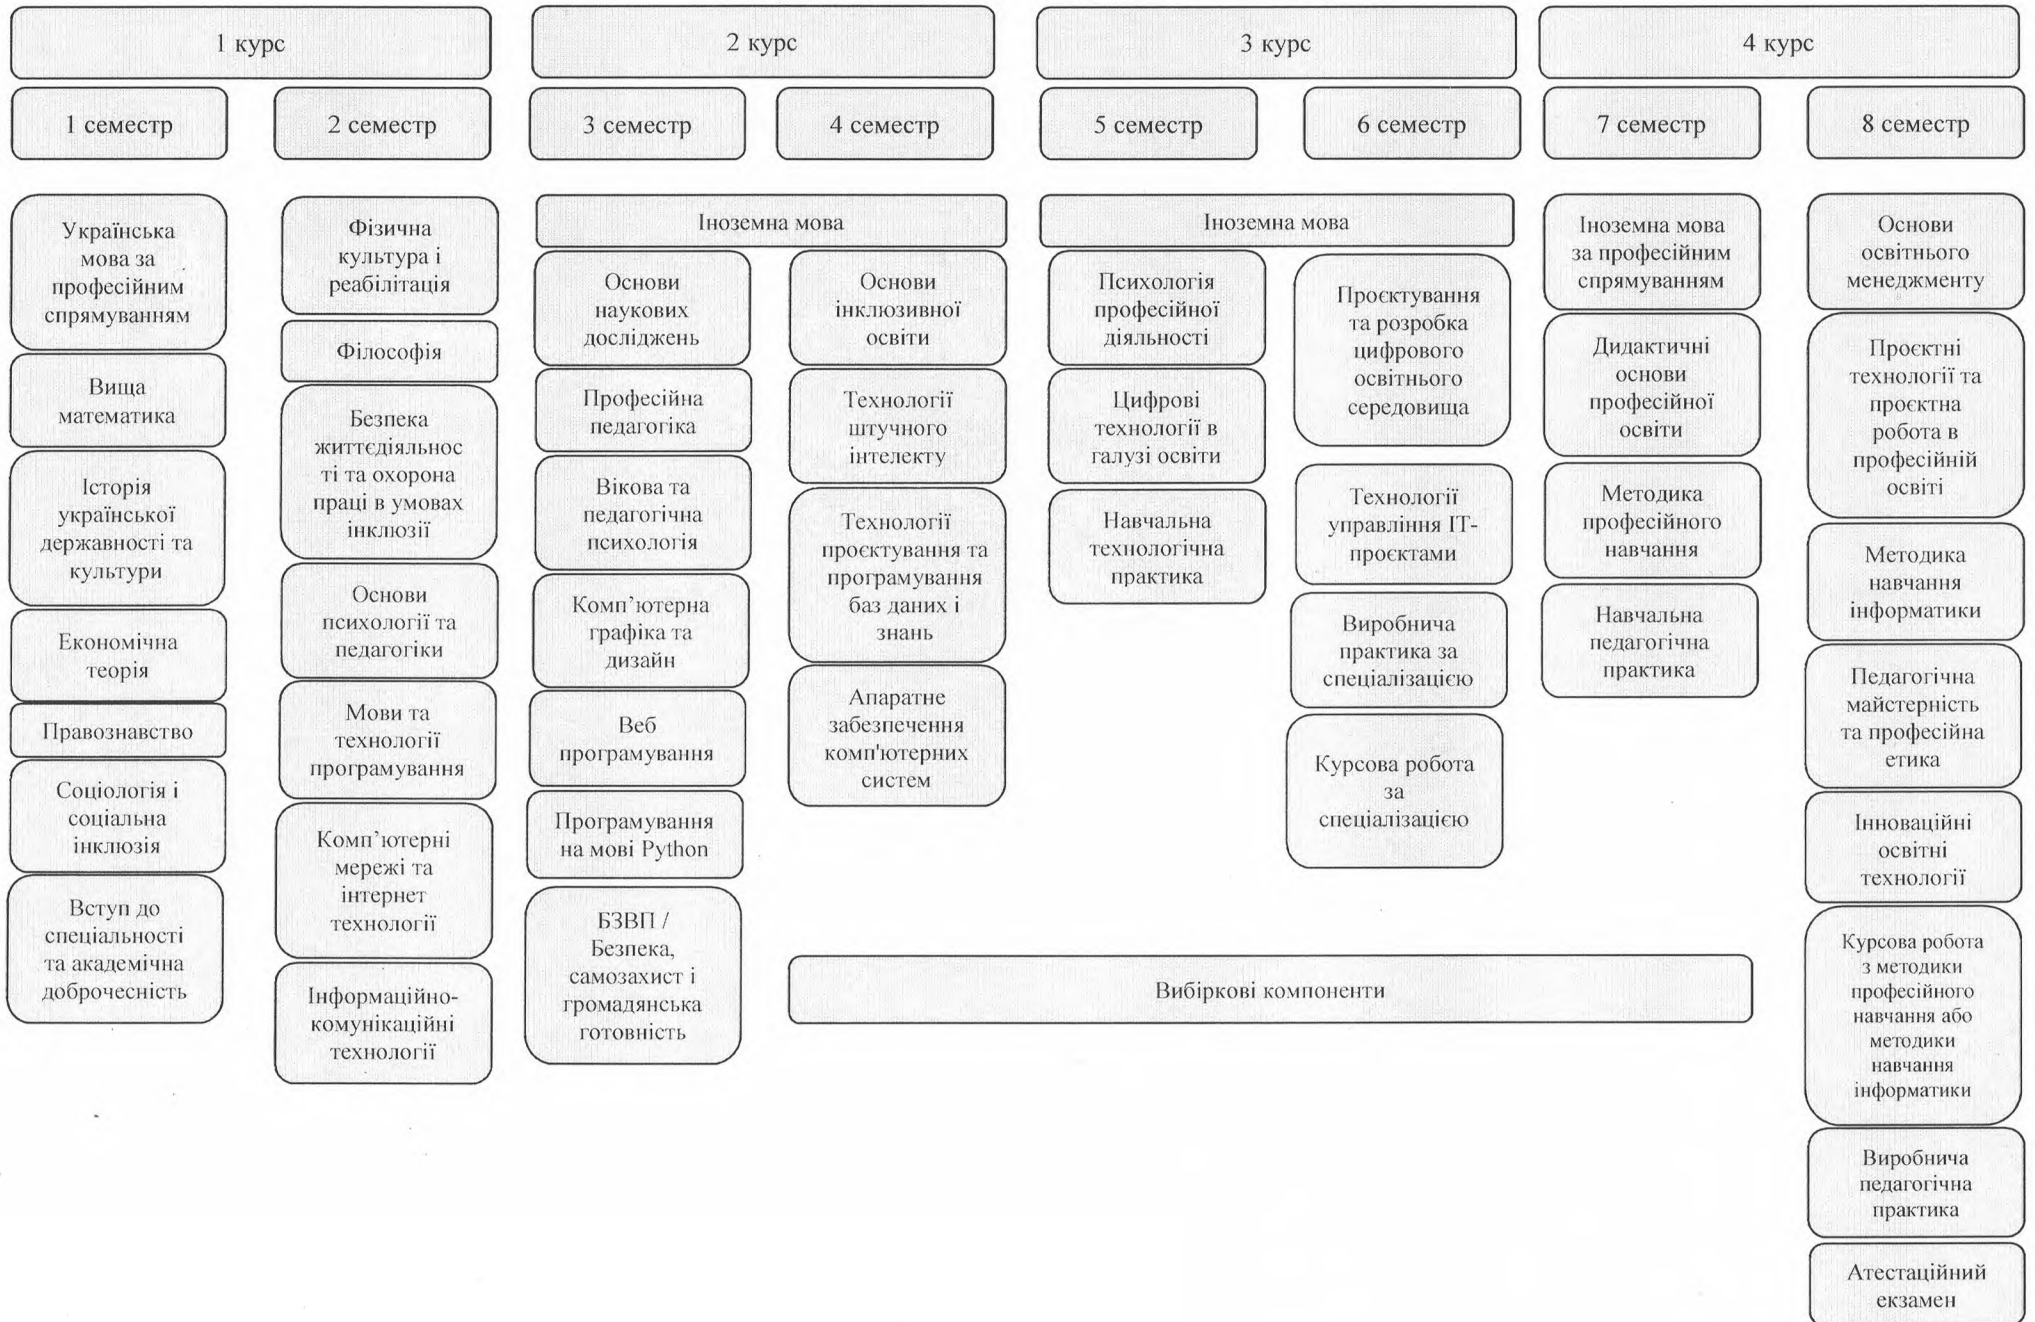 1 курс
2 курс
3 курс
4 курс
1 семестр
2 семестр
3 семестр
4 семестр
5 семестр
6 семестр
7 семестр
8 семестр
Українська
мова за
професійним
спрямуванням
Вища
математика
Історія
української
державності та
культури
Економічна
теорія
Правознавство
Соціологія і
соціальна
інклюзія
Вступ до
спеціальності
та академічна
доброчесність
Фізична
культура і
реабілітація
Філософія
Безпека
життєдіяльнос
ті та охорона
праці в умовах
інклюзії
Основи
психології та
педагогіки
Мови та
технології
програмування
Комп’ютерні
мережі та
інтернет
технології
Інформаційно-
комунікаційні
технології
Іноземна мова
Основи
наукових
досліджень
Професійна
педагогіка
Вікова та
педагогічна
психологія
Комп’ютерна
графіка та
дизайн
Веб
програмування
Програмування
на мові Python
БЗВП /
Безпека,
самозахист і
громадянська
готовність
Основи
інклюзивної
освіти
Технології
штучного
інтелекту
Технології
проєктування та
програмування
баз даних і
знань
Апаратне
забезпечення
комп'ютерних
систем
Іноземна мова
Психологія
професійної
діяльності
Цифрові
технології в
галузі освіти
Навчальна
технологічна
практика
Проєктування
та розробка
цифрового
освітнього
середовища
Технології
управління ІТ-
проєктами
Виробнича
практика за
спеціалізацією
Курсова робота
за
спеціалізацією
Вибіркові компоненти
Іноземна мова
за професійним
спрямуванням
Дидактичні
основи
професійної
освіти
Методика
професійного
навчання
Навчальна
педагогічна
практика
Основи
освітнього
менеджменту
Проєктні
технології та
проєктна
робота в
професійній
освіті
Методика
навчання
інформатики
Педагогічна
майстерність
та професійна
етика
Інноваційні
освітні
технології
Курсова робота
з методики
професійного
навчання або
методики
навчання
інформатики
Виробнича
педагогічна
практика
Атестаційний
екзамен